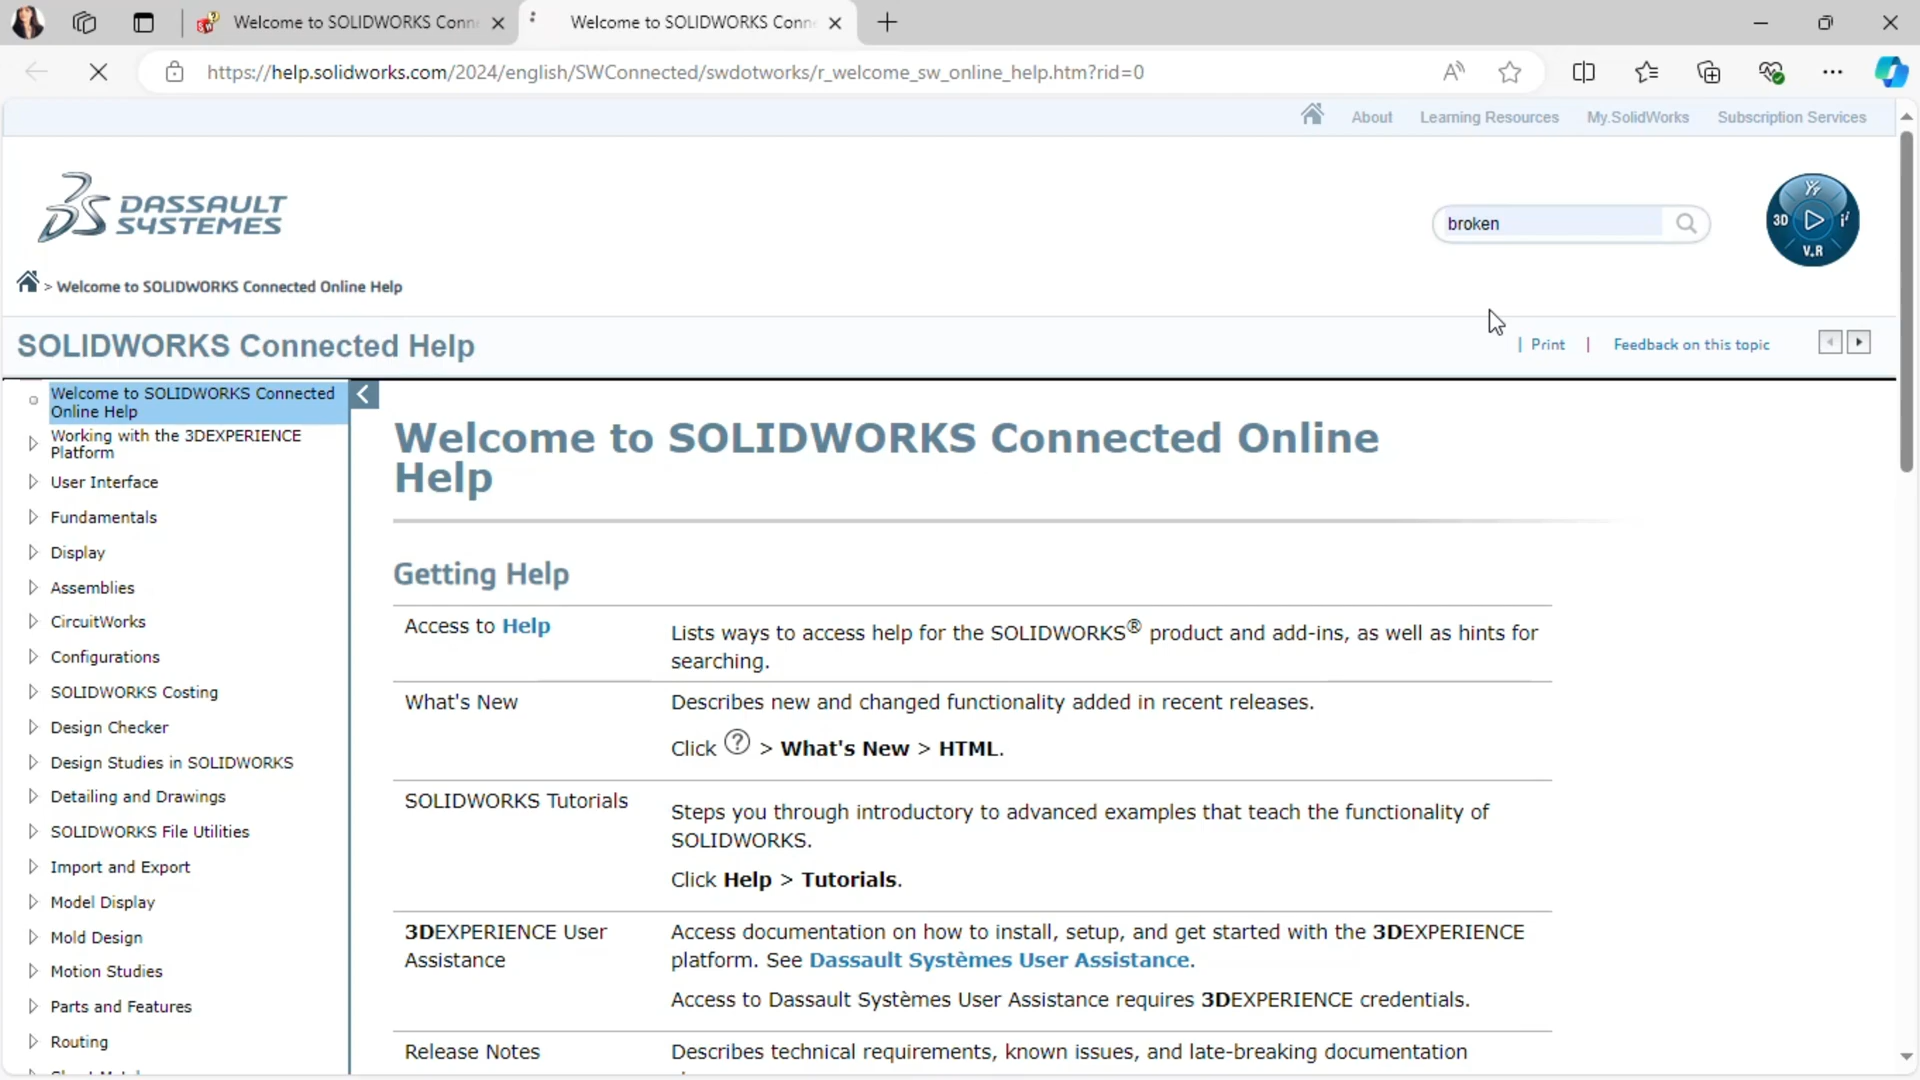 Welcome to SOLIDWORKS Conn
Welcome to SOLIDWORKS Conn
https://help.solidworks.com/2024/english/SWConnected/swdotworks/r_welcome_sw_online_help.htm?rid=0
About
Learning Resources
My.SolidWorks
Subscription Services
DASSAULT
SYSTEMES
broken
3D
V.R
> Welcome to SOLIDWORKS Connected Online Help
SOLIDWORKS Connected Help
| Print | Feedback on this topic
Welcome to SOLIDWORKS Connected
Online Help
Working with the 3DEXPERIENCE
Platform
User Interface
Fundamentals
Display
Assemblies
CircuitWorks
Configurations
SOLIDWORKS Costing
Design Checker
Design Studies in SOLIDWORKS
Detailing and Drawings
SOLIDWORKS File Utilities
Import and Export
Model Display
Mold Design
Motion Studies
Parts and Features
Routing
Welcome to SOLIDWORKS Connected Online
Help
Getting Help
Access to Help
Lists ways to access help for the SOLIDWORKS® product and add-ins, as well as hints for
searching.
What's New
Describes new and changed functionality added in recent releases.
Click ? > What's New > HTML.
SOLIDWORKS Tutorials
Steps you through introductory to advanced examples that teach the functionality of
SOLIDWORKS.
Click Help > Tutorials.
3DEXPERIENCE User
Assistance
Access documentation on how to install, setup, and get started with the 3DEXPERIENCE
platform. See Dassault Systèmes User Assistance.
Access to Dassault Systèmes User Assistance requires 3DEXPERIENCE credentials.
Release Notes
Describes technical requirements, known issues, and late-breaking documentation